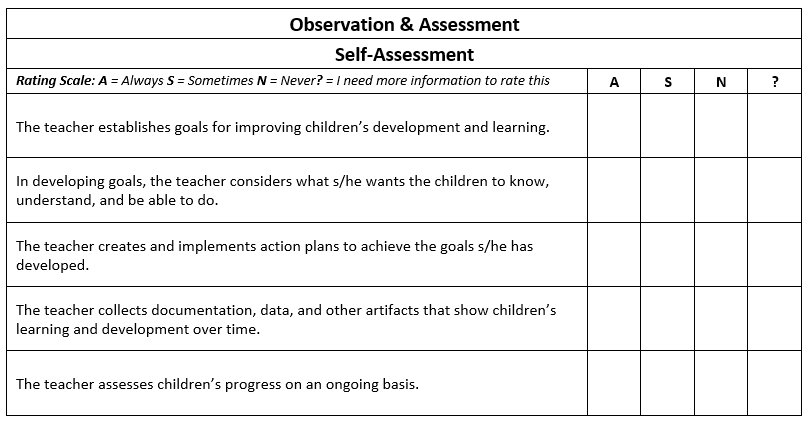 Observation & Assessment
Self-Assessment
Rating Scale: A = Always S = Sometimes N = Never? = I need more information to rate this A S N ?
The teacher establishes goals for improving children’s development and learning.
In developing goals, the teacher considers what s/he wants the children to know,
understand, and be able to do.
The teacher creates and implements action plans to achieve the goals s/he has
developed.
The teacher collects documentation, data, and other artifacts that show children’s
learning and development over time.
The teacher assesses children’s progress on an ongoing basis.